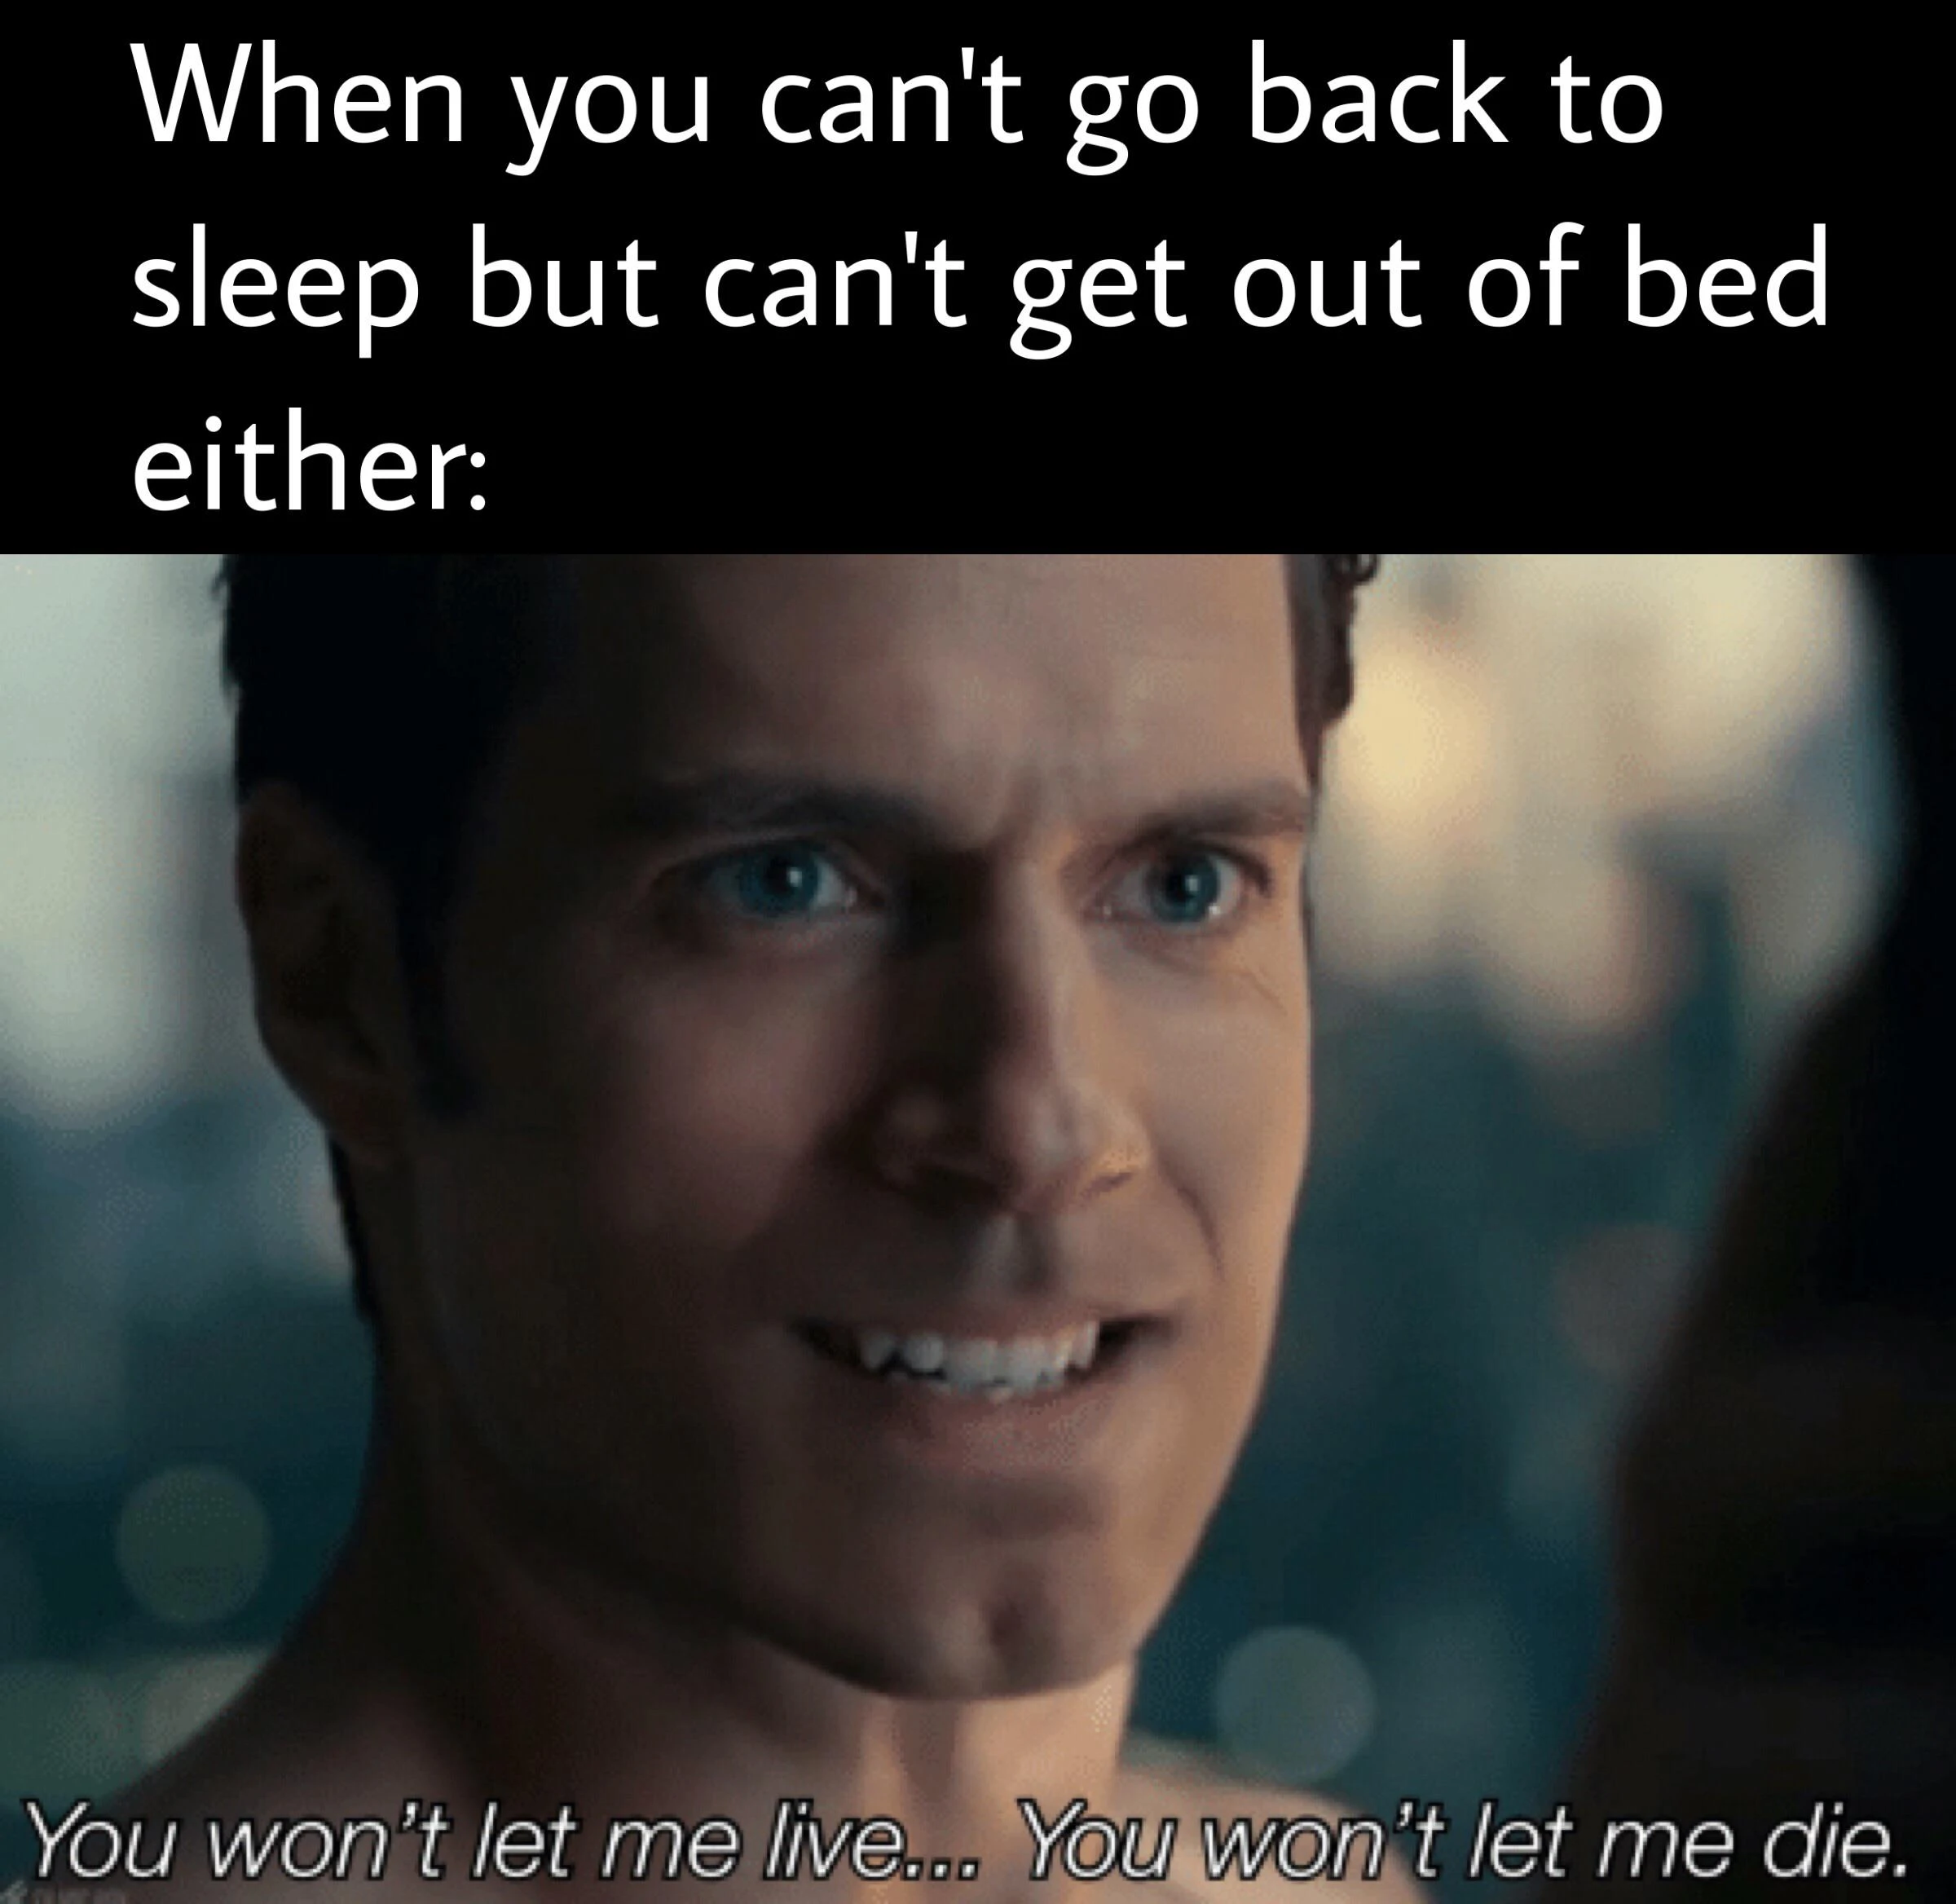 When you can't go back to
sleep but can't get out of bed
either:
You won’t let me live... You won’t let me die.